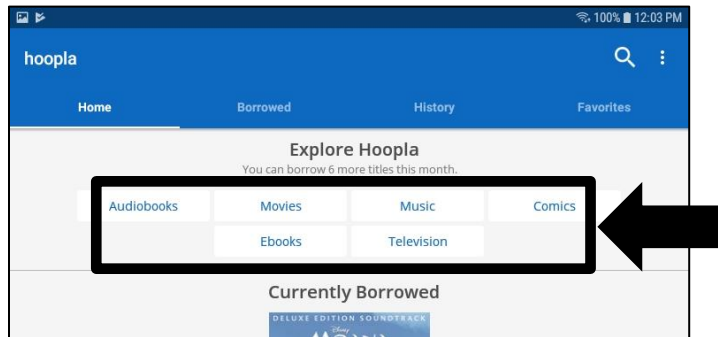 100% 12:03 PM
hoopla
Home Borrowed History Favorites
Explore Hoopla
You can borrow 6 more titles this month.
Audiobooks Movies Music Comics
Ebooks Television
Currently Borrowed
DELUXE EDITION SOUNDTRACK
Disney